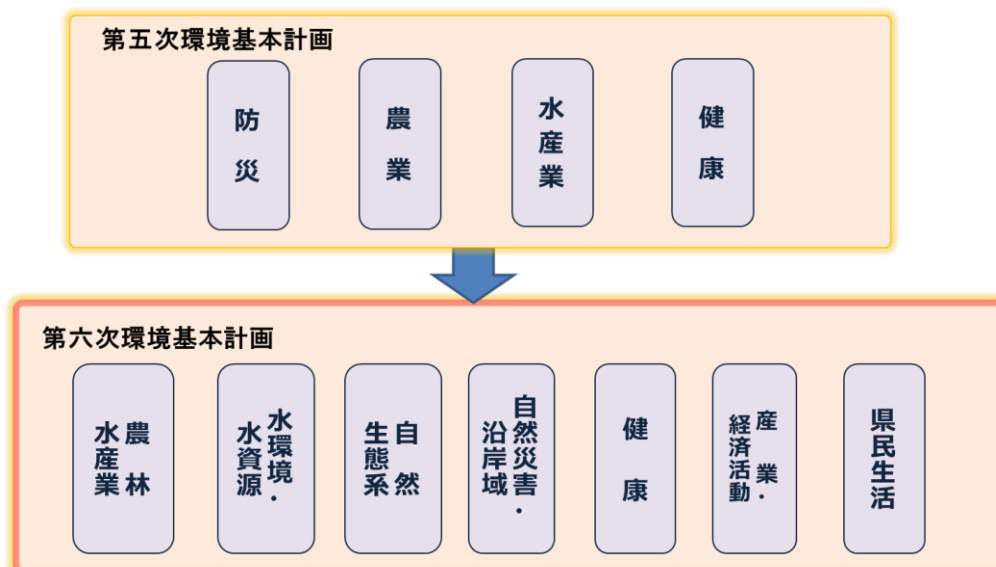 第五次環境基本計画
防災
農業
水産業
健康
第六次環境基本計画
農林
水産業
水環境・
水資源
自然
生態系
自然災害・
沿岸域
健康
産業・
経済活動
県民生活